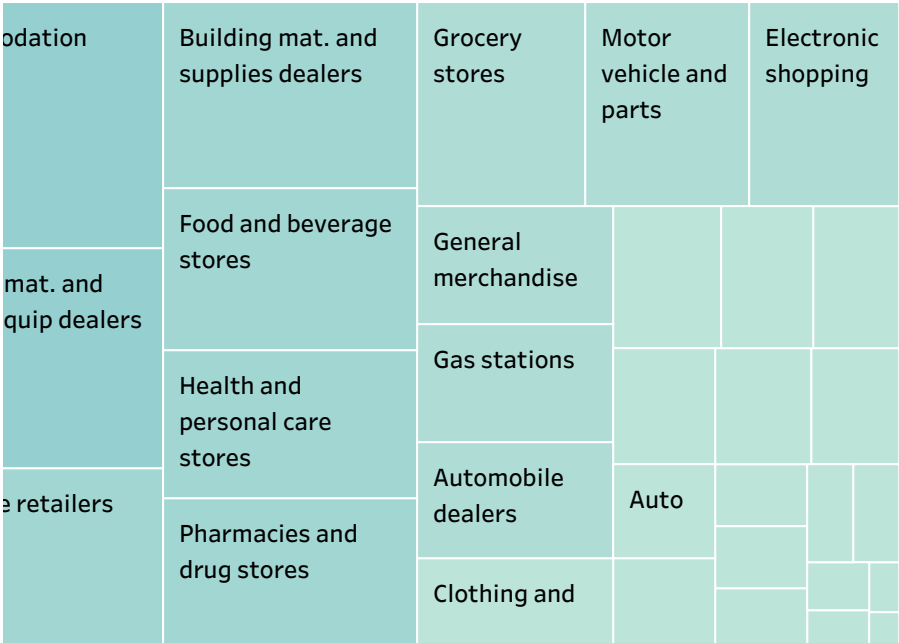 odation
mat. and
quip dealers
e retailers
Building mat. and
supplies dealers
Food and beverage
stores
Health and
personal care
stores
Pharmacies and
drug stores
Grocery
stores
Motor
vehicle and
parts
Electronic
shopping
General
merchandise
Gas stations
Automobile
dealers
Clothing and
Auto